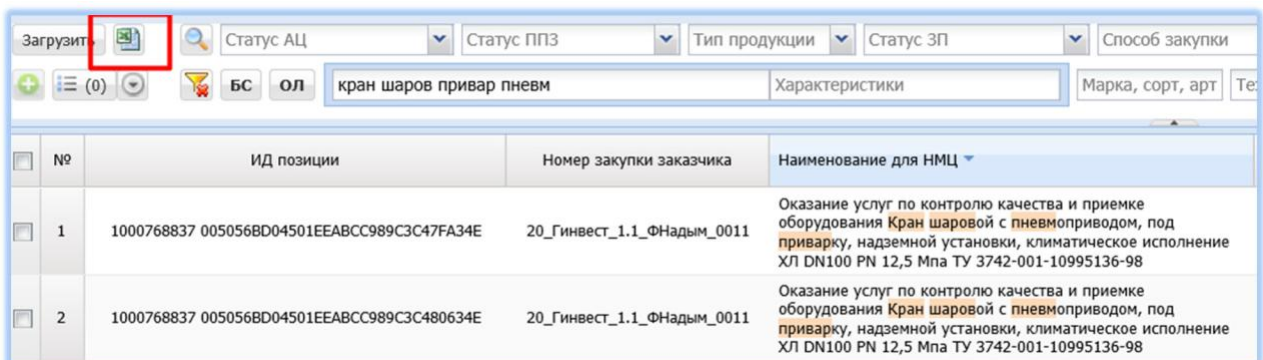 Загрузить Статус АЦ Статус ППЗ Тип продукции Статус ЗП Способ закупки
(0) БС ОЛ кран шаров привар пневм Характеристики Марка, сорт, арт Те
№ ИД позиции Номер закупки заказчика Наименование для НМЦ
Оказание услуг по контролю качества и приемке
оборудования Кран шаровой с пневмоприводом, под
1 1000768837 005056BD04501EEABCC989C3C47FA34E 20_Гинвест_1.1_ФНадым_0011
приварку, надземной установки, климатическое исполнение
ХЛ DN100 PN 12,5 Мпа ТУ 3742-001-10995136-98
Оказание услуг по контролю качества и приемке
оборудования Кран шаровой с пневмоприводом, под
2 1000768837 005056BD04501EEABCC989C3C480634E 20_Гинвест_1.1_ФНадым_0011
приварку, надземной установки, климатическое исполнение
ХЛ DN100 PN 12,5 Мпа ТУ 3742-001-10995136-98